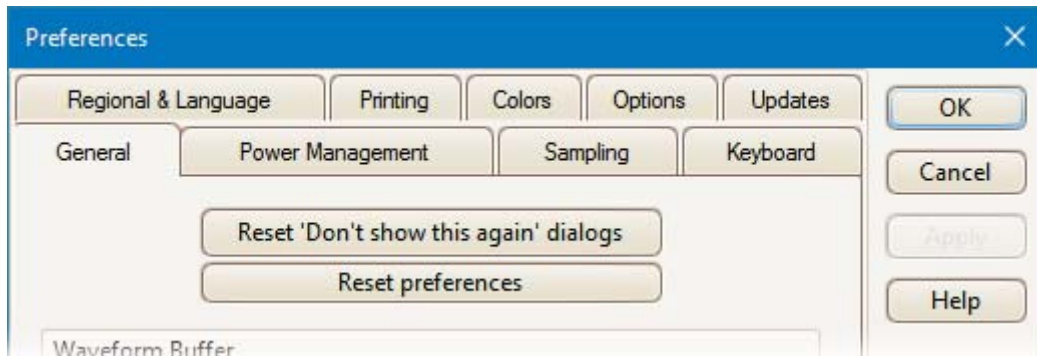 Preferences
Regional & Language Printing Colors Options Updates
OK
General Power Management Sampling Keyboard
Cancel
Reset 'Don't show this again' dialogs
Apply
Reset preferences
Help
Waveform Buffer